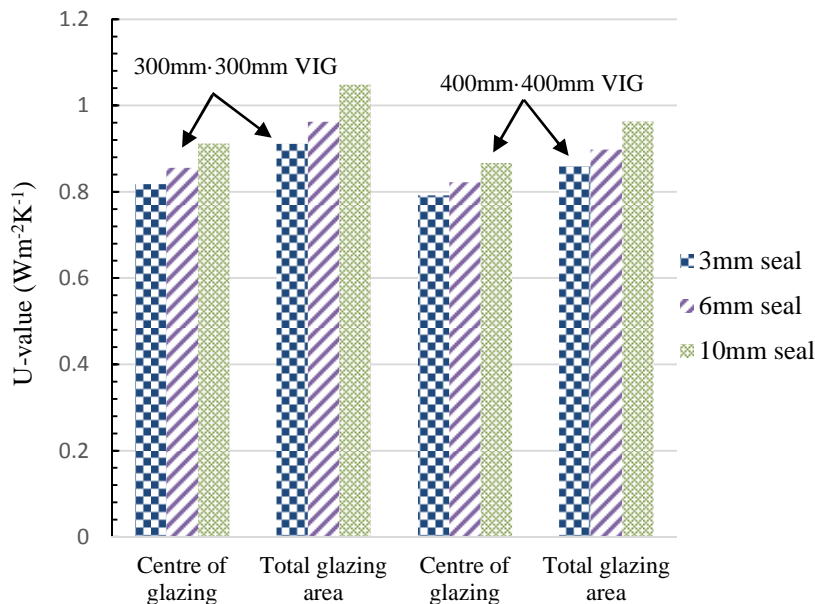 1.2
1
0.8
0.6
0.4
0.2
0
U-value (Wm⁻²K⁻¹)
300mm·300mm VIG
400mm·400mm VIG
3mm seal
6mm seal
10mm seal
Centre of
glazing
Total glazing
area
Centre of
glazing
Total glazing
area